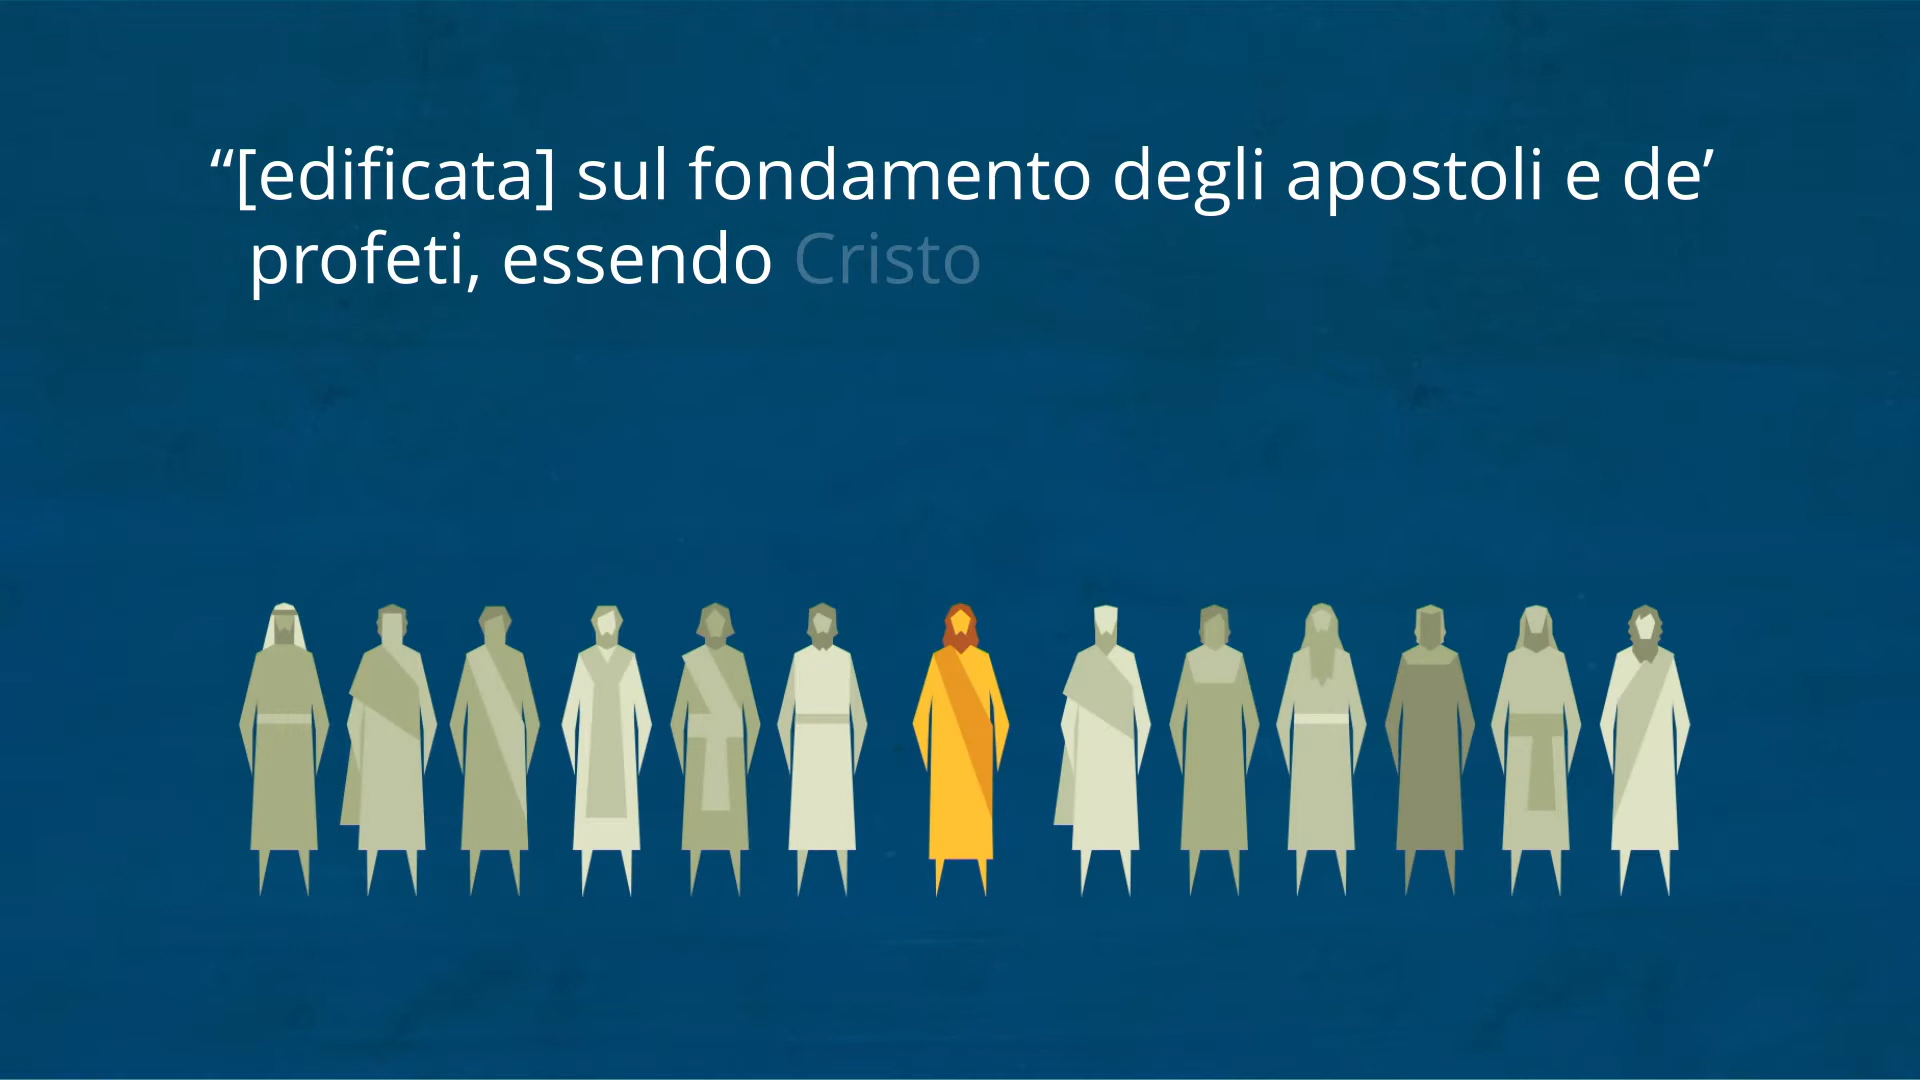 “[edificata] sul fondamento degli apostoli e de’
profeti, essendo Cristo